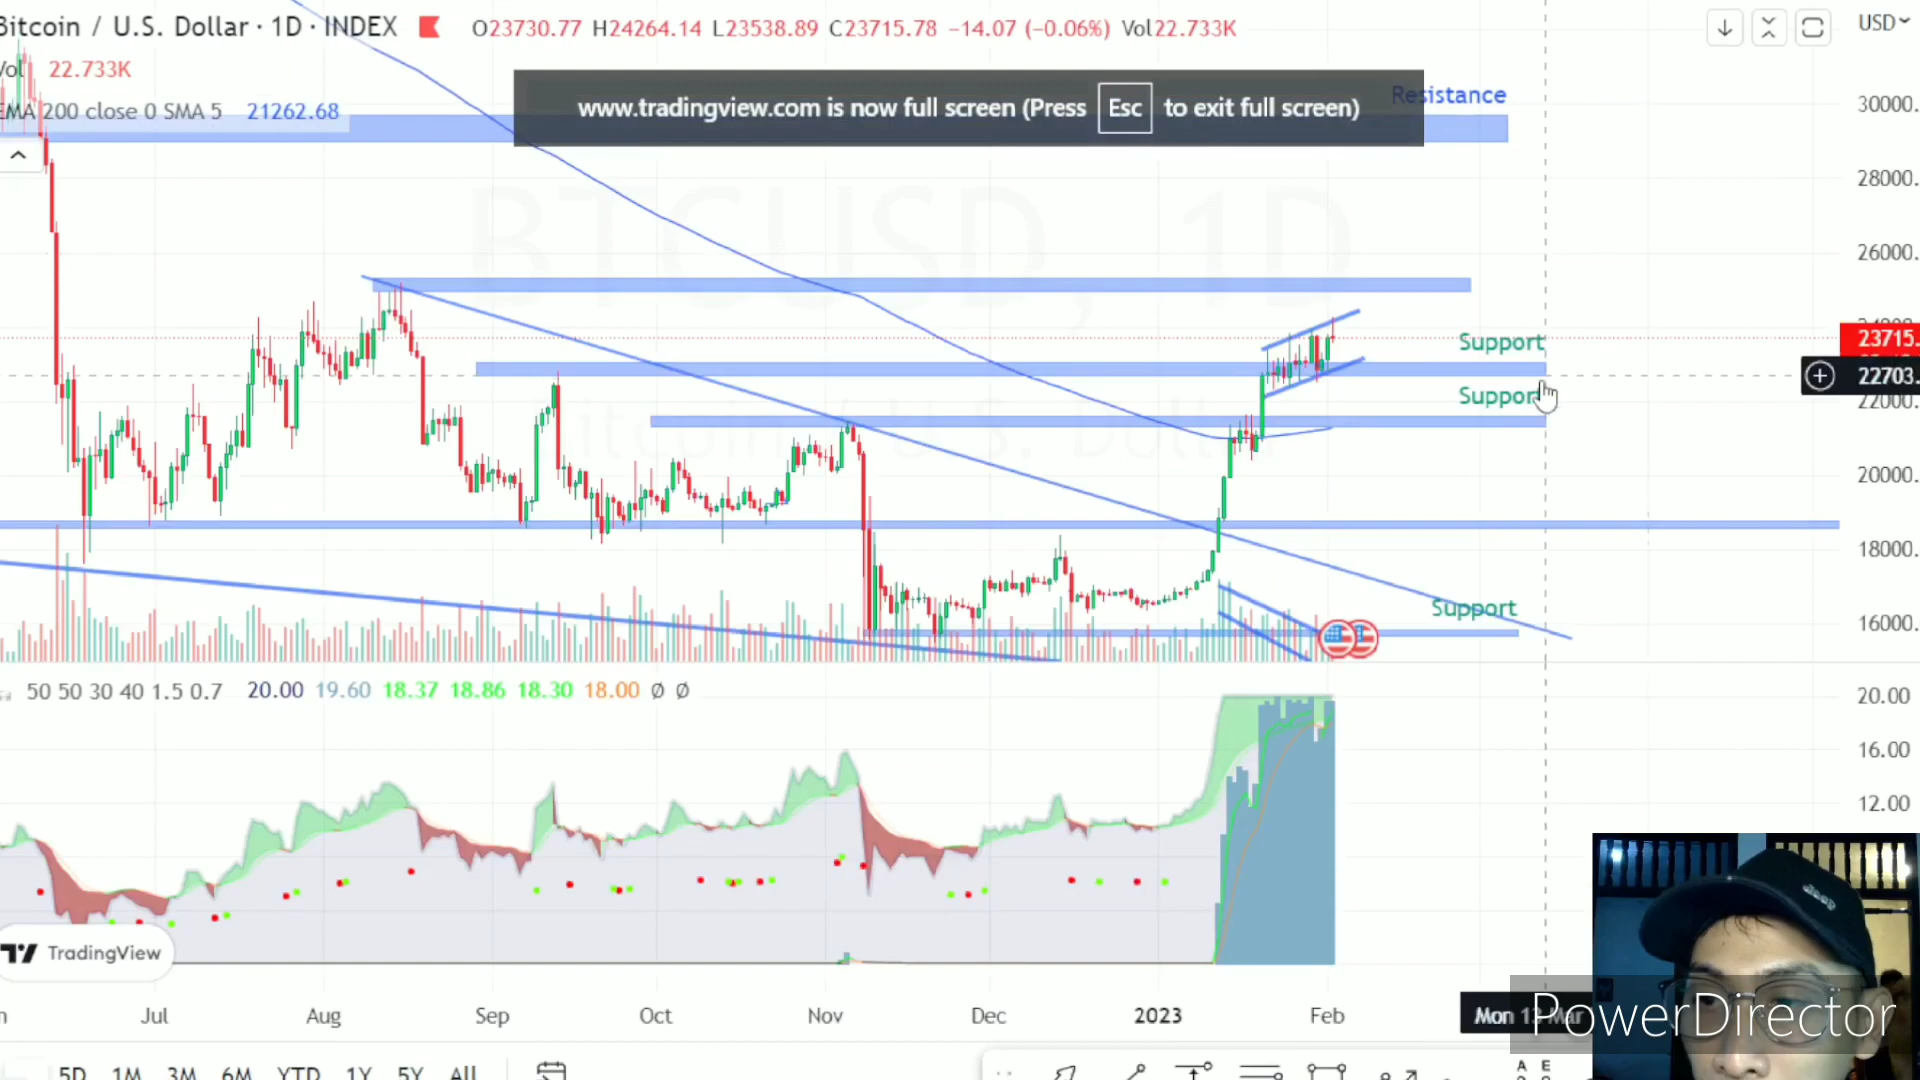 Bitcoin / U.S. Dollar · 1D · INDEX O23730.77 H24264.14 L23538.89 C23715.78 −14.07 (−0.06%) Vol22.733K
USD
Vol 22.733K
EMA 200 close 0 SMA 5 21262.68
www.tradingview.com is now full screen (Press Esc to exit full screen)
Resistance
30000.
28000.
26000.
BTCUSD, 1D
Bitcoin / U.S. Dollar
Support
23715.
22703.
Support
22000.
20000.
18000.
Support
16000.
50 50 30 40 1.5 0.7 20.00 19.60 18.37 18.86 18.30 18.00 Ø Ø
20.00
16.00
12.00
TradingView
Jul Aug Sep Oct Nov Dec 2023 Feb Mon 13 Mar
PowerDirector
5D 1M 3M 6M YTD 1Y 5Y All